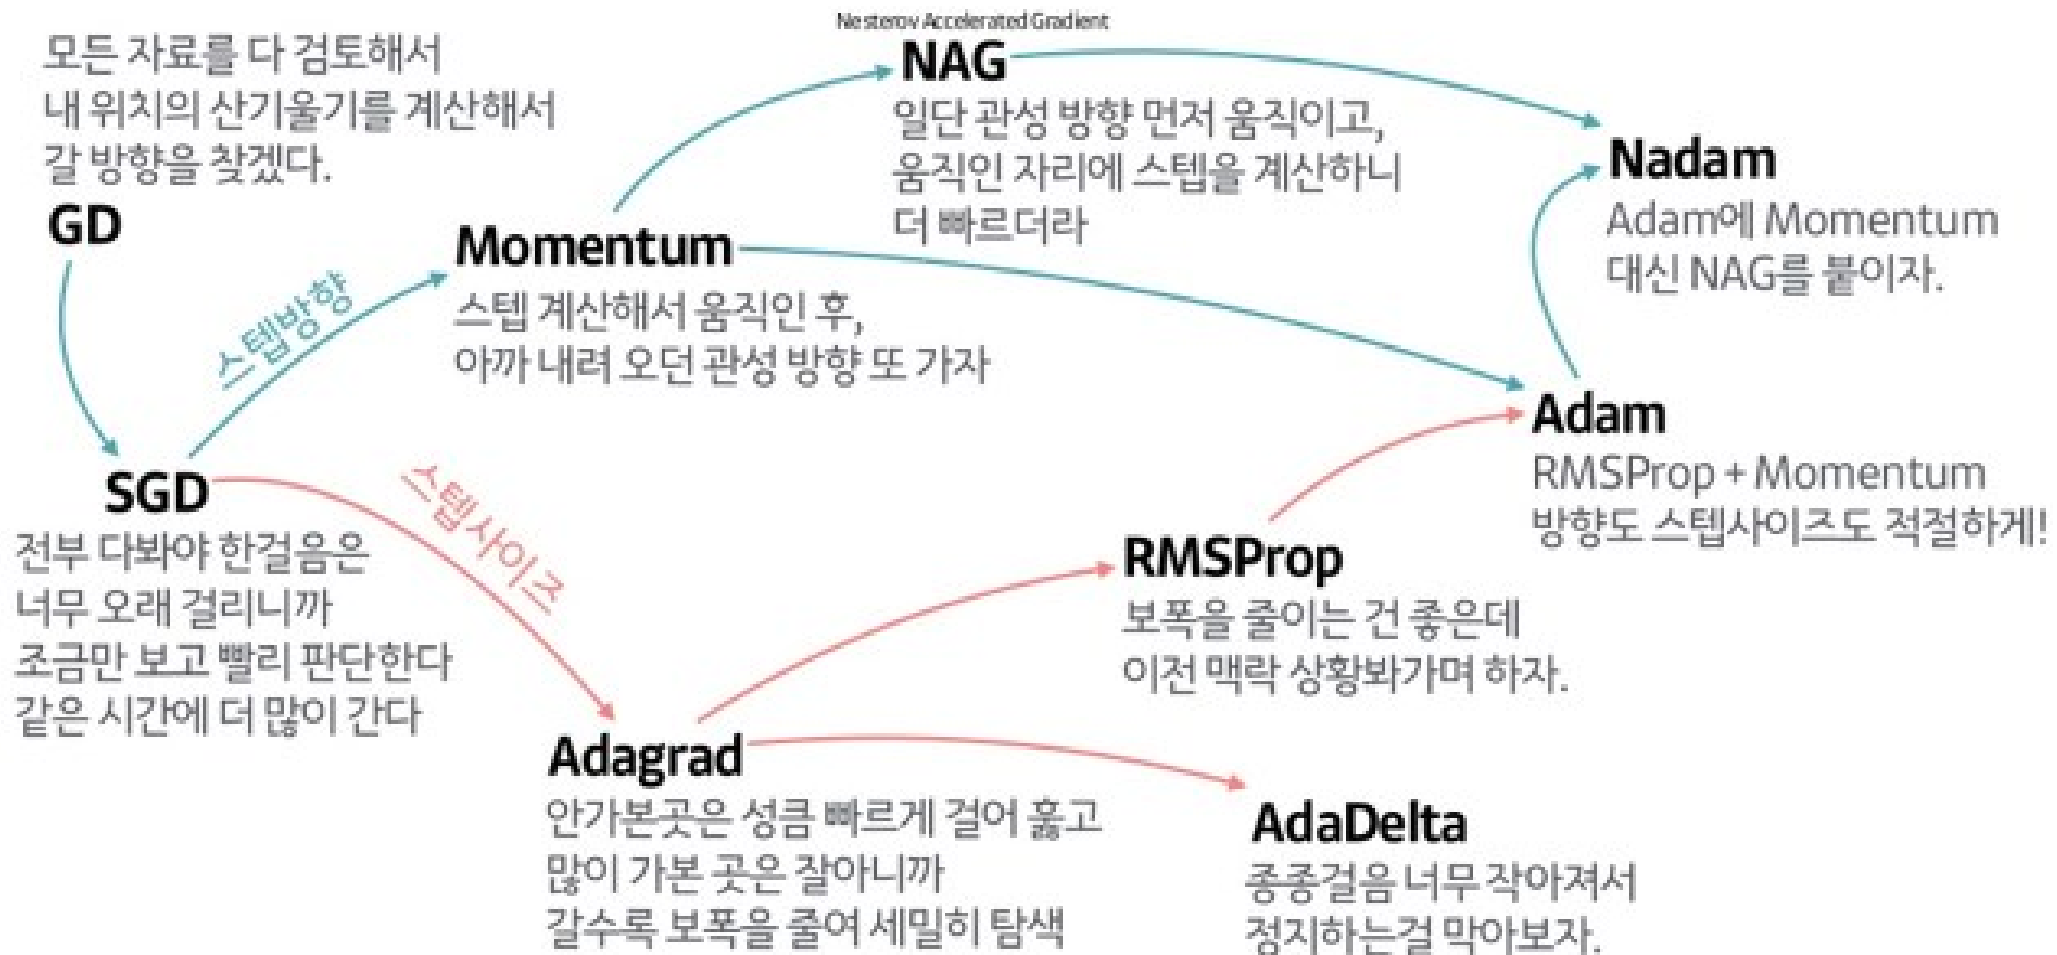 모든 자료를 다 검토해서
내 위치의 산기울기를 계산해서
갈 방향을 찾겠다.
GD
스텝방향
SGD
전부 다봐야 한걸음은
너무 오래 걸리니까
조금만 보고 빨리 판단한다
같은 시간에 더 많이 간다
Momentum
스텝 계산해서 움직인 후,
아까 내려 오던 관성 방향 또 가자
Nesterov Accelerated Gradient
NAG
일단 관성 방향 먼저 움직이고,
움직인 자리에 스텝을 계산하니
더 빠르더라
Nadam
Adam에 Momentum
대신 NAG를 붙이자.
Adam
RMSProp + Momentum
방향도 스텝사이즈도 적절하게!
스텝사이즈
RMSProp
보폭을 줄이는 건 좋은데
이전 맥락 상황봐가며 하자.
Adagrad
안가본곳은 성큼 빠르게 걸어 훑고
많이 가본 곳은 잘아니까
갈수록 보폭을 줄여 세밀히 탐색
AdaDelta
종종걸음 너무 작아져서
정지하는걸 막아보자.